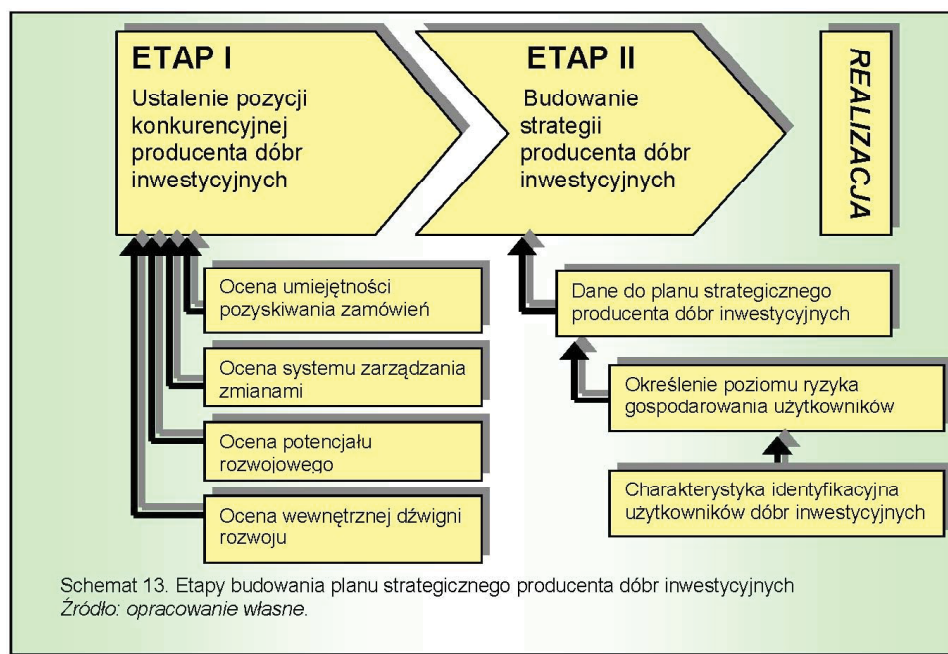 ETAP I
Ustalenie pozycji
konkurencyjnej
producenta dóbr
inwestycyjnych
ETAP II
Budowanie
strategii
producenta dóbr
inwestycyjnych
REALIZACJA
Ocena umiejętności
pozyskiwania zamówień
Ocena systemu zarządzania
zmianami
Ocena potencjału
rozwojowego
Ocena wewnętrznej dźwigni
rozwoju
Dane do planu strategicznego
producenta dóbr inwestycyjnych
Określenie poziomu ryzyka
gospodarowania użytkowników
Charakterystyka identyfikacyjna
użytkowników dóbr inwestycyjnych
Schemat 13. Etapy budowania planu strategicznego producenta dóbr inwestycyjnych
Źródło: opracowanie własne.